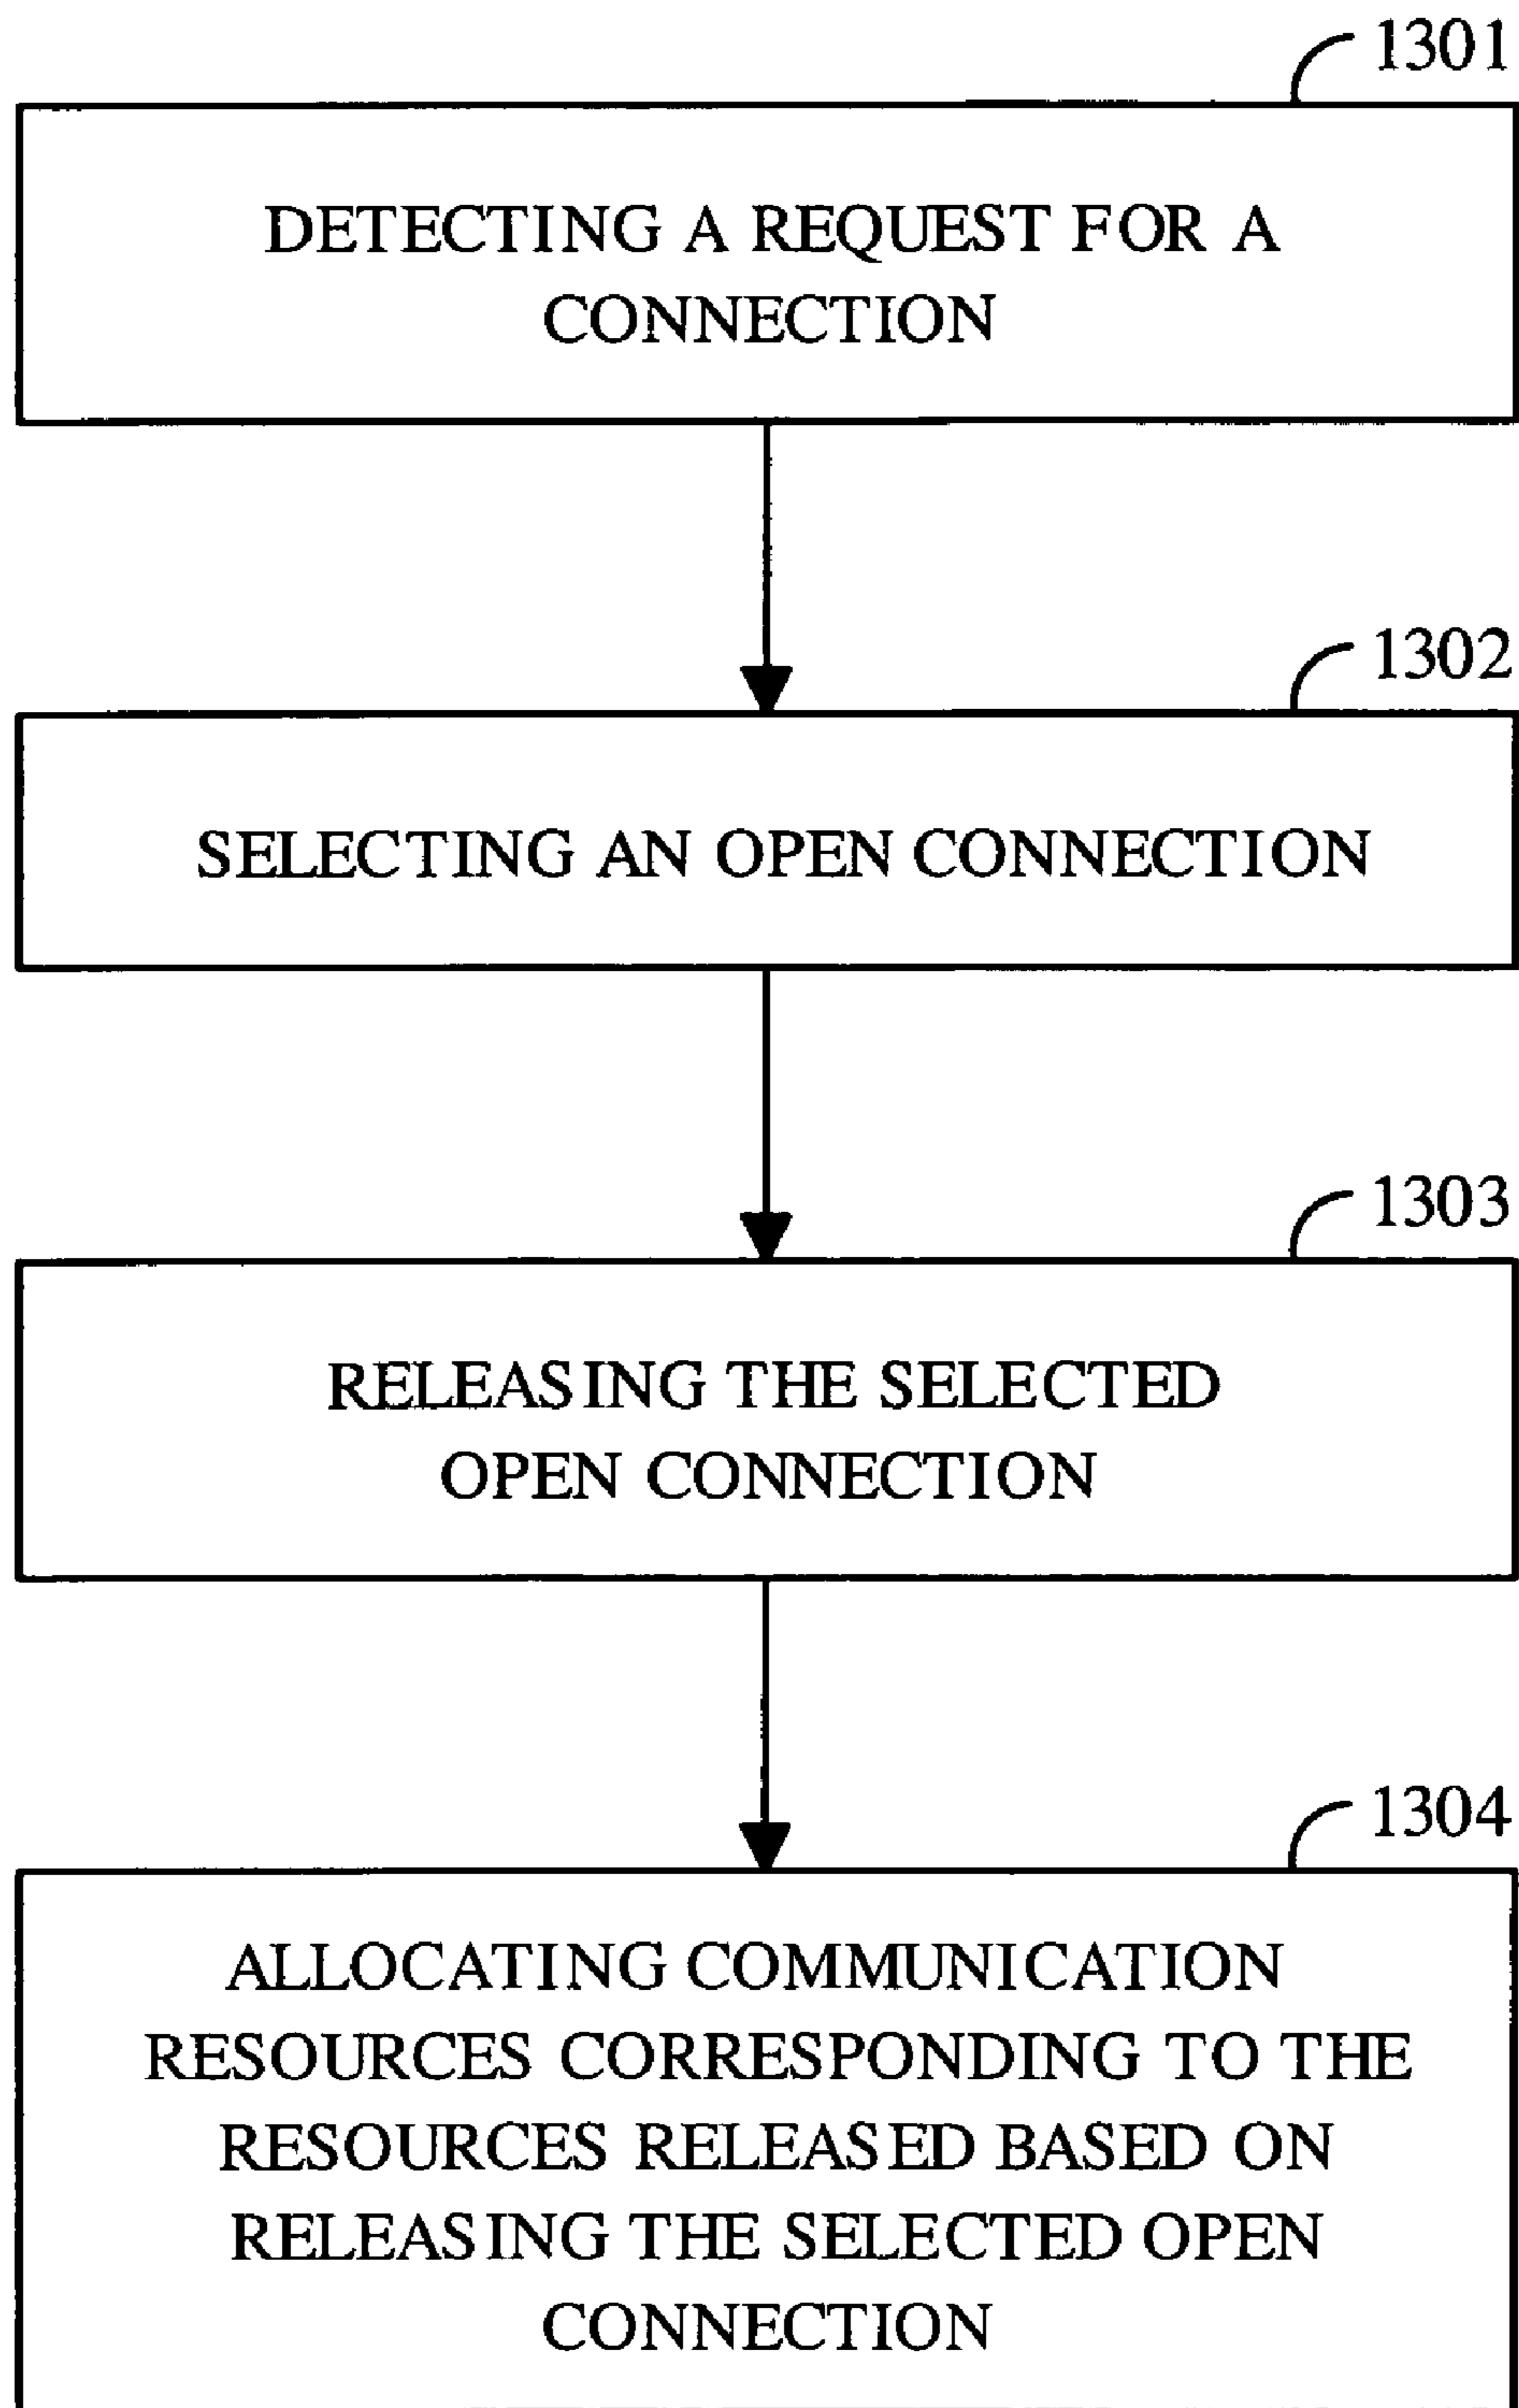 1301
DETECTING A REQUEST FOR A
CONNECTION
1302
SELECTING AN OPEN CONNECTION
1303
RELEASING THE SELECTED
OPEN CONNECTION
1304
ALLOCATING COMMUNICATION
RESOURCES CORRESPONDING TO THE
RESOURCES RELEASED BASED ON
RELEASING THE SELECTED OPEN
CONNECTION